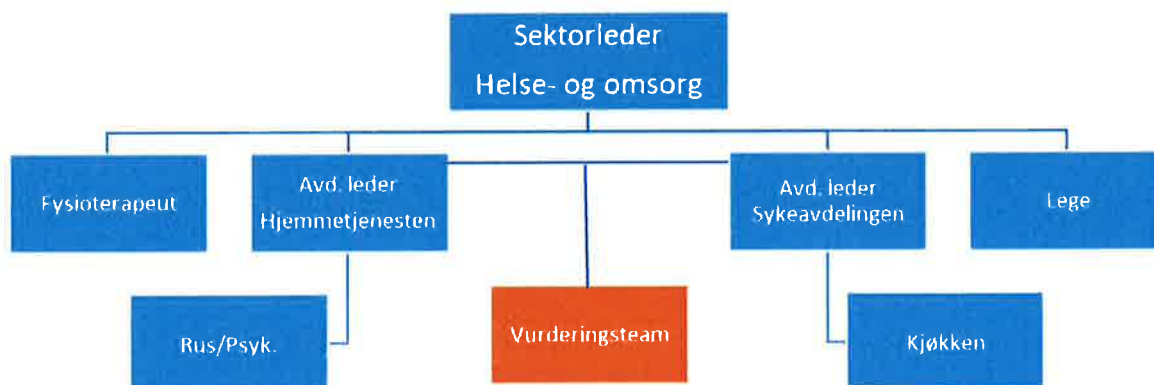 Sektorleder
Helse- og omsorg
Fysioterapeut
Avd. leder
Hjemmetjenesten
Avd. leder
Sykeavdelingen
Lege
Rus/Psyk.
Vurderingsteam
Kjøkken